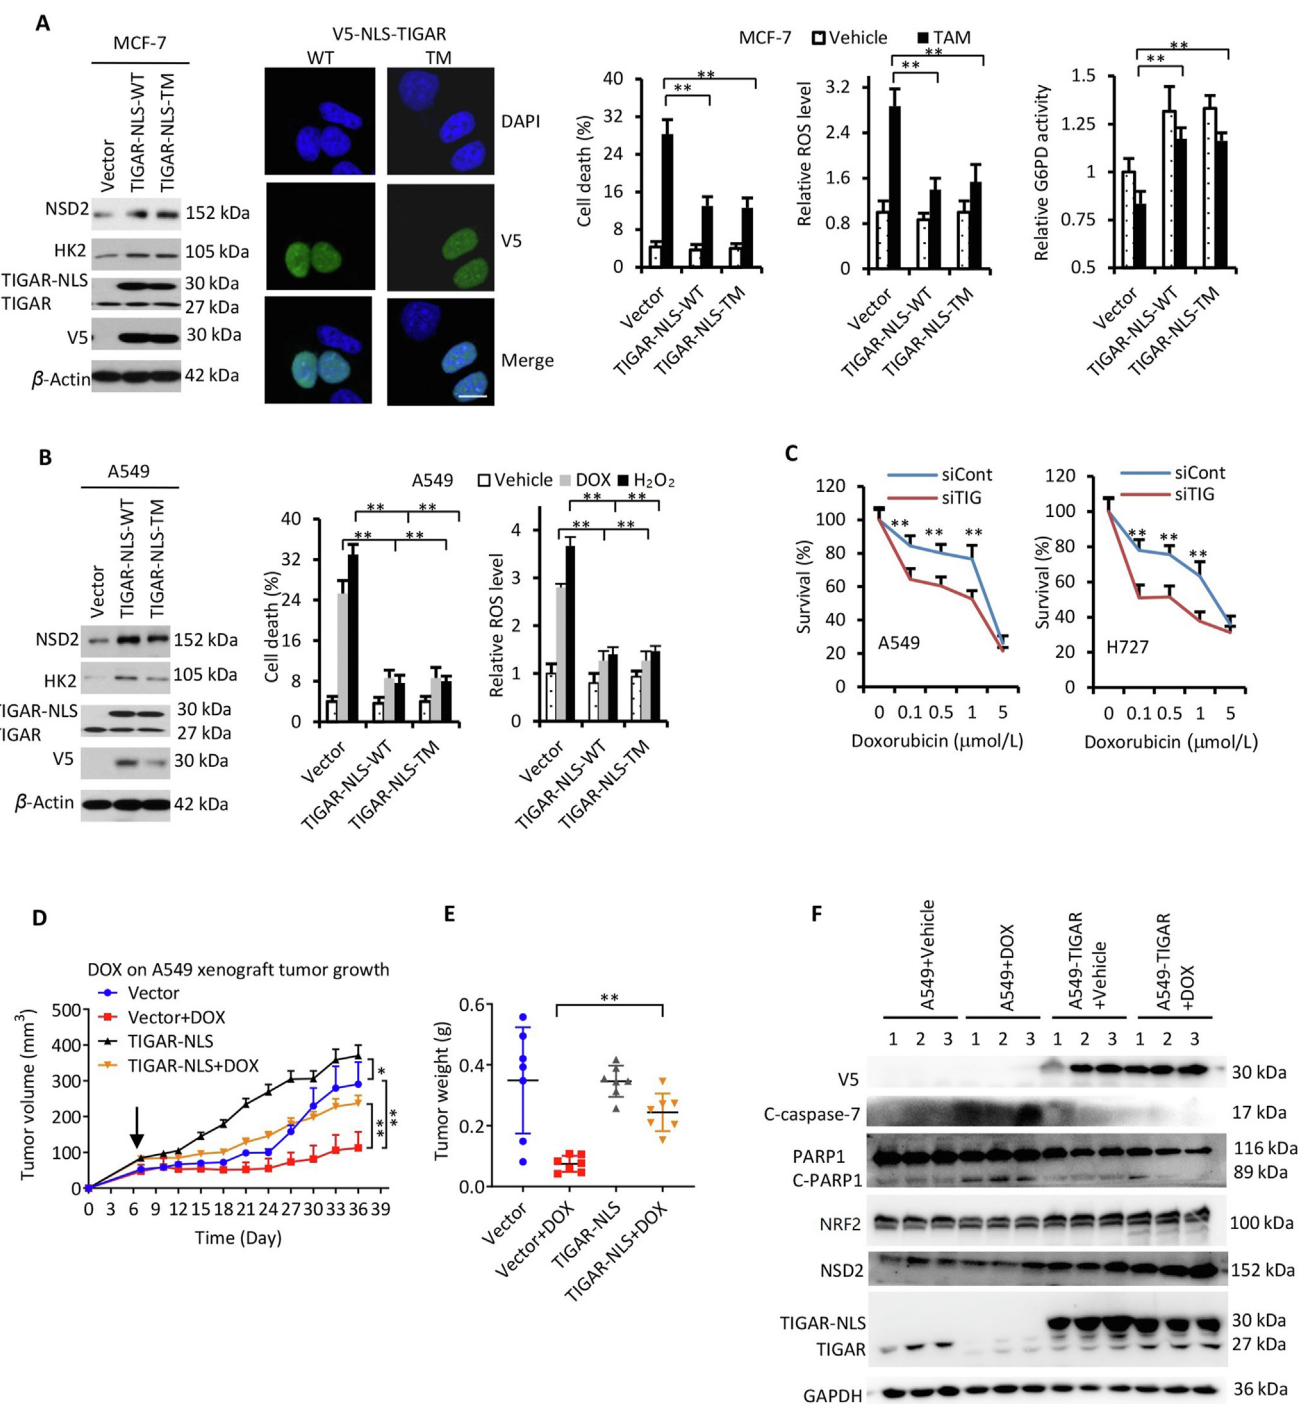 A
MCF-7
Vector
TIGAR-NLS-WT
TIGAR-NLS-TM
NSD2
152 kDa
HK2
105 kDa
TIGAR-NLS
30 kDa
TIGAR
27 kDa
V5
30 kDa
β-Actin
42 kDa
V5-NLS-TIGAR
WT
TM
DAPI
V5
Merge
MCF-7
Vehicle
TAM
Cell death (%)
40
32
24
16
8
0
**
**
Vector
TIGAR-NLS-WT
TIGAR-NLS-TM
Relative ROS level
3.2
2.4
1.6
0.8
0
**
**
Vector
TIGAR-NLS-WT
TIGAR-NLS-TM
Relative G6PD activity
1.5
1.25
1
0.75
0.5
**
**
Vector
TIGAR-NLS-WT
TIGAR-NLS-TM
B
A549
Vector
TIGAR-NLS-WT
TIGAR-NLS-TM
NSD2
152 kDa
HK2
105 kDa
TIGAR-NLS
30 kDa
TIGAR
27 kDa
V5
30 kDa
β-Actin
42 kDa
A549
Vehicle
DOX
H₂O₂
Cell death (%)
40
32
24
16
8
0
** **
** **
Vector
TIGAR-NLS-WT
TIGAR-NLS-TM
Relative ROS level
4
3
2
1
0
** **
** **
Vector
TIGAR-NLS-WT
TIGAR-NLS-TM
C
siCont
siTIG
Survival (%)
120
100
80
60
40
20
0
** ** **
A549
0 0.1 0.5 1 5
Doxorubicin (μmol/L)
siCont
siTIG
Survival (%)
120
100
80
60
40
20
0
** ** **
H727
0 0.1 0.5 1 5
Doxorubicin (μmol/L)
D
DOX on A549 xenograft tumor growth
Vector
Vector+DOX
TIGAR-NLS
TIGAR-NLS+DOX
Tumor volume (mm³)
500
400
300
200
100
0
*
**
**
0 3 6 9 12 15 18 21 24 27 30 33 36 39
Time (Day)
E
Tumor weight (g)
0.6
0.4
0.2
0.0
**
Vector
Vector+DOX
TIGAR-NLS
TIGAR-NLS+DOX
F
A549+Vehicle
A549+DOX
A549-TIGAR
+Vehicle
A549-TIGAR
+DOX
1 2 3 1 2 3 1 2 3 1 2 3
V5
30 kDa
C-caspase-7
17 kDa
PARP1
116 kDa
C-PARP1
89 kDa
NRF2
100 kDa
NSD2
152 kDa
TIGAR-NLS
30 kDa
TIGAR
27 kDa
GAPDH
36 kDa